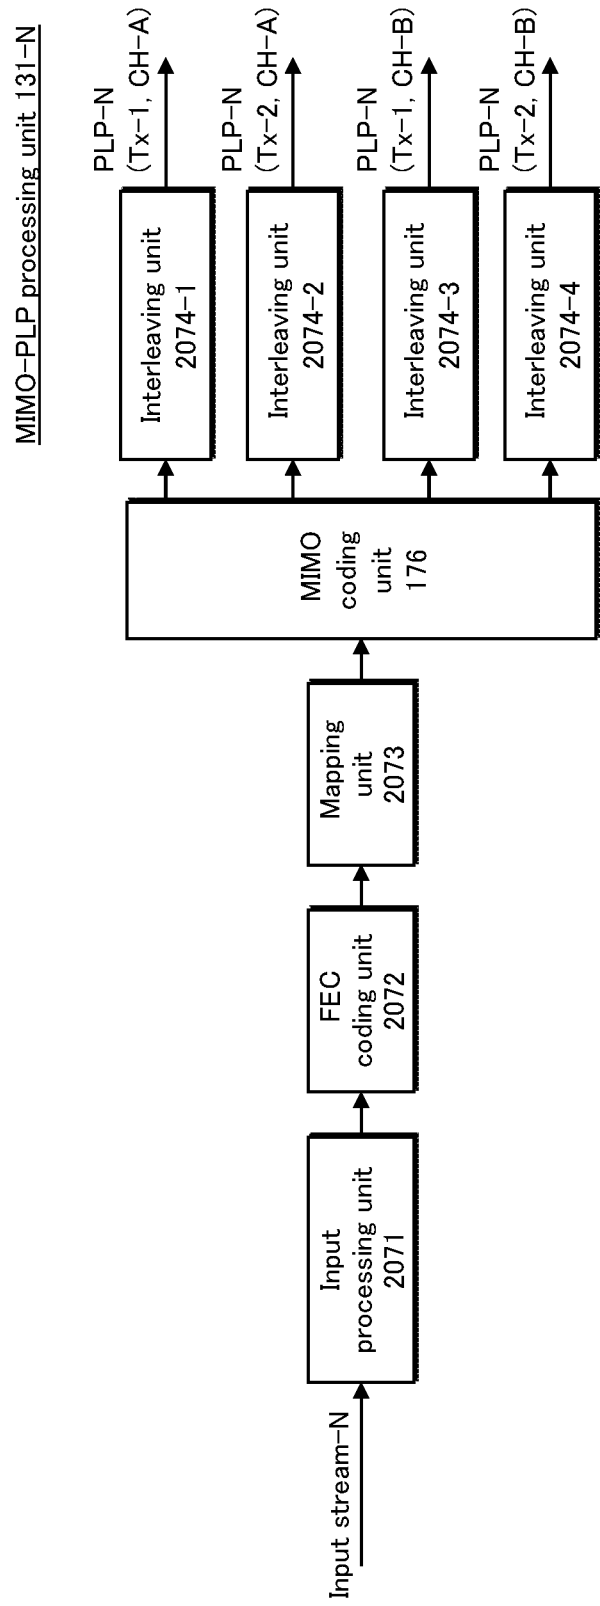 MIMO-PLP processing unit 131-N
Input stream-N
Input
processing unit
2071
FEC
coding unit
2072
Mapping
unit
2073
MIMO
coding
unit
176
Interleaving unit
2074-1
PLP-N
(Tx-1, CH-A)
Interleaving unit
2074-2
PLP-N
(Tx-2, CH-A)
Interleaving unit
2074-3
PLP-N
(Tx-1, CH-B)
Interleaving unit
2074-4
PLP-N
(Tx-2, CH-B)